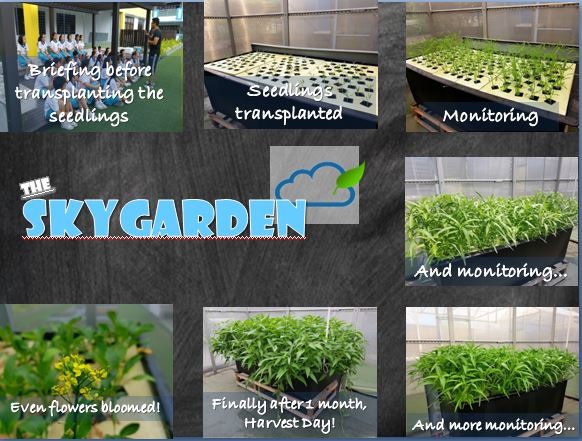 Briefing before
transplanting the
seedlings
Seedlings
transplanted
Monitoring
THE
SKYGARDEN
And monitoring...
Even flowers bloomed!
Finally after 1 month,
Harvest Day!
And more monitoring...